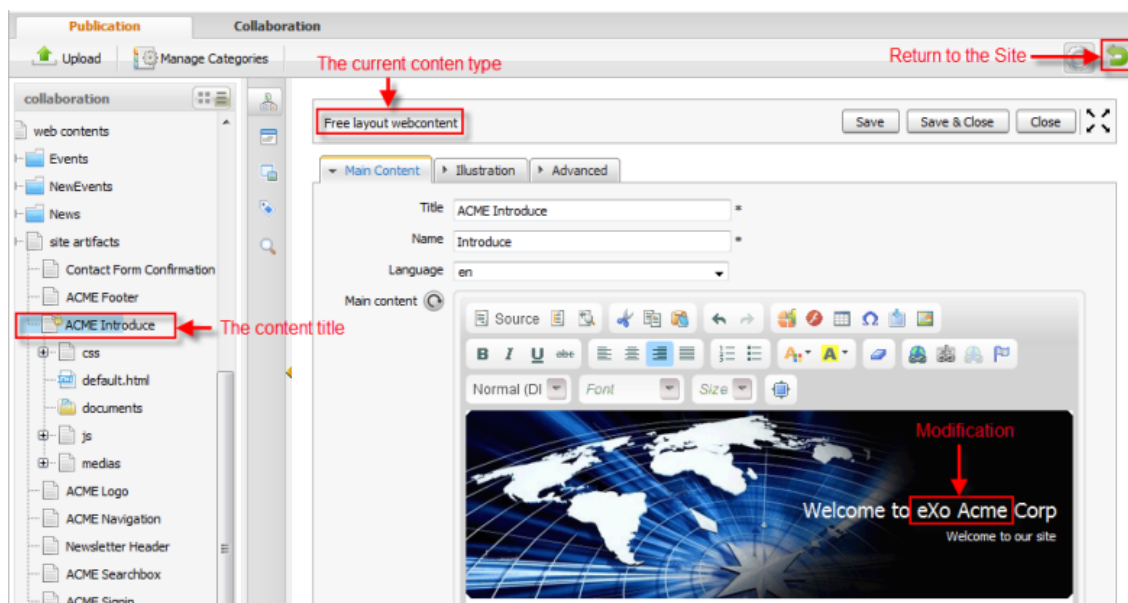 Publication
Collaboration
Upload
Manage Categories
The current conten type
Return to the Site
collaboration
web contents
Events
NewEvents
News
site artifacts
Contact Form Confirmation
ACME Footer
ACME Introduce
The content title
css
default.html
documents
js
medias
ACME Logo
ACME Navigation
Newsletter Header
ACME Searchbox
ACME Signin
Free layout webcontent
Save
Save & Close
Close
Main Content
Illustration
Advanced
Title ACME Introduce *
Name Introduce *
Language en
Main content
Source
B I U abc
Normal (DI
Font
Size
Modification
Welcome to eXo Acme Corp
Welcome to our site